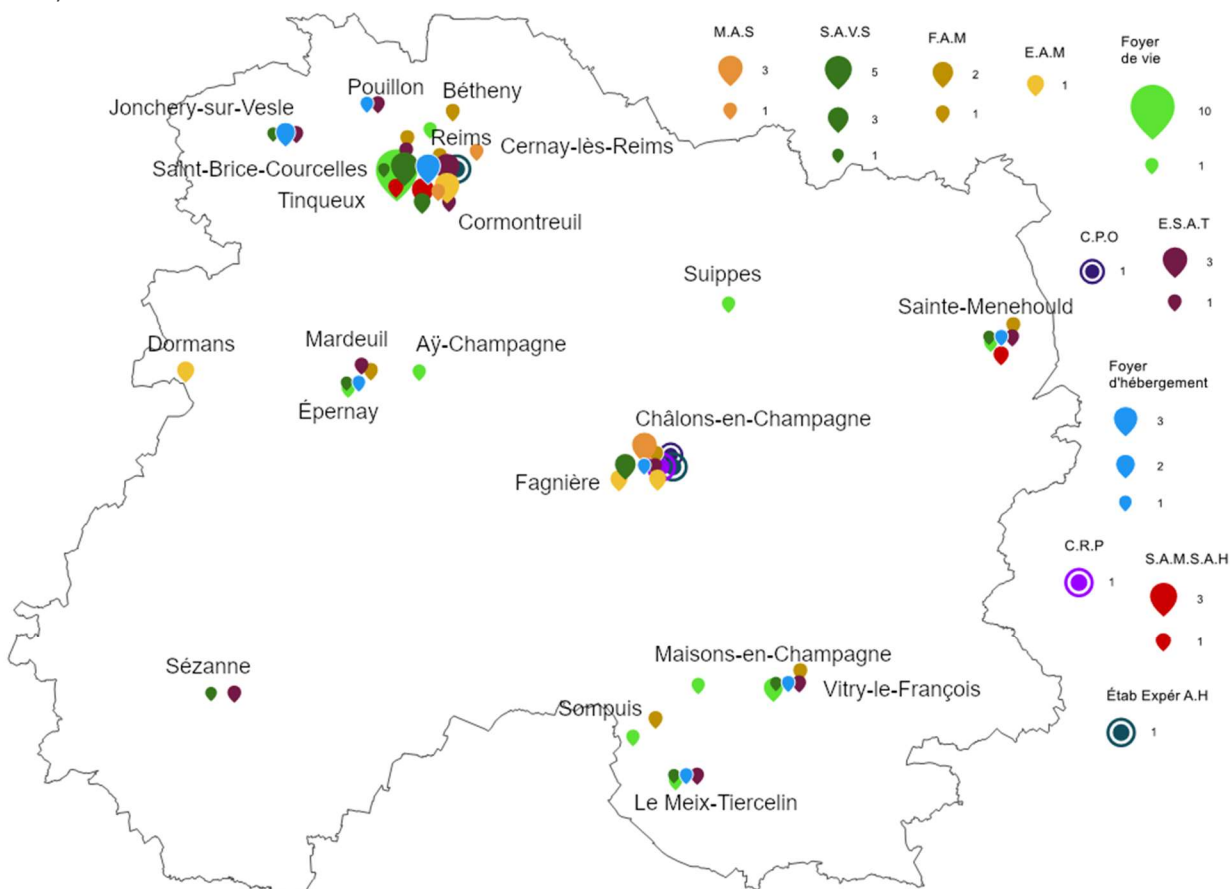 M.A.S
3
1
S.A.V.S
5
3
1
F.A.M
2
1
E.A.M
1
Foyer
de vie
10
1
C.P.O
1
E.S.A.T
3
1
Foyer
d'hébergement
3
2
1
C.R.P
1
S.A.M.S.A.H
3
1
Étab Expér A.H
1
Pouillon
Bétheny
Jonchery-sur-Vesle
Reims
Cernay-lès-Reims
Saint-Brice-Courcelles
Tinqueux
Cormontreuil
Suippes
Sainte-Menehould
Dormans
Mardeuil
Aÿ-Champagne
Épernay
Châlons-en-Champagne
Fagnière
Sézanne
Maisons-en-Champagne
Vitry-le-François
Sompuis
Le Meix-Tiercelin